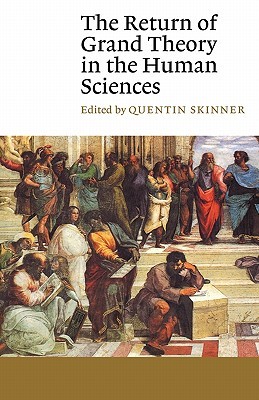 The Return of
Grand Theory
in the Human
Sciences
Edited by QUENTIN SKINNER